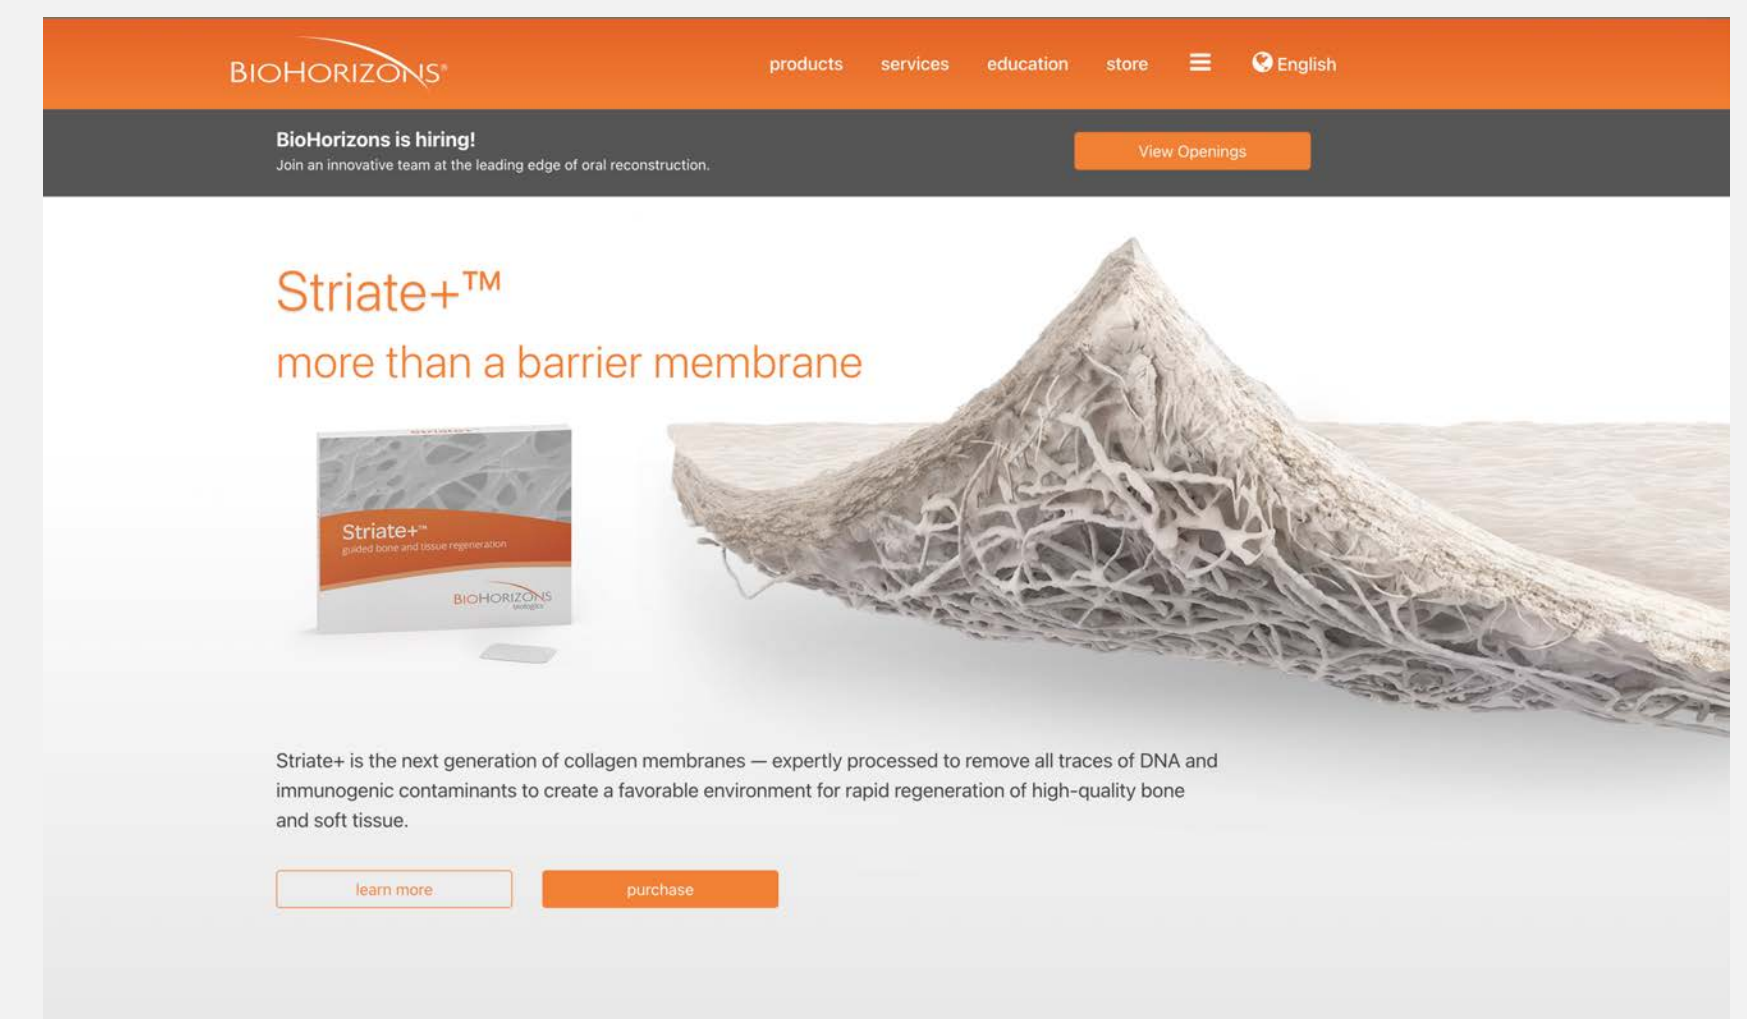 BIOHORIZONS®
products services education store English
BioHorizons is hiring!
Join an innovative team at the leading edge of oral reconstruction.
View Openings
Striate+™
more than a barrier membrane
Striate+™
Striate+™
guided bone and tissue regeneration
BIOHORIZONS
biologics
Striate+ is the next generation of collagen membranes — expertly processed to remove all traces of DNA and
immunogenic contaminants to create a favorable environment for rapid regeneration of high-quality bone
and soft tissue.
learn more purchase